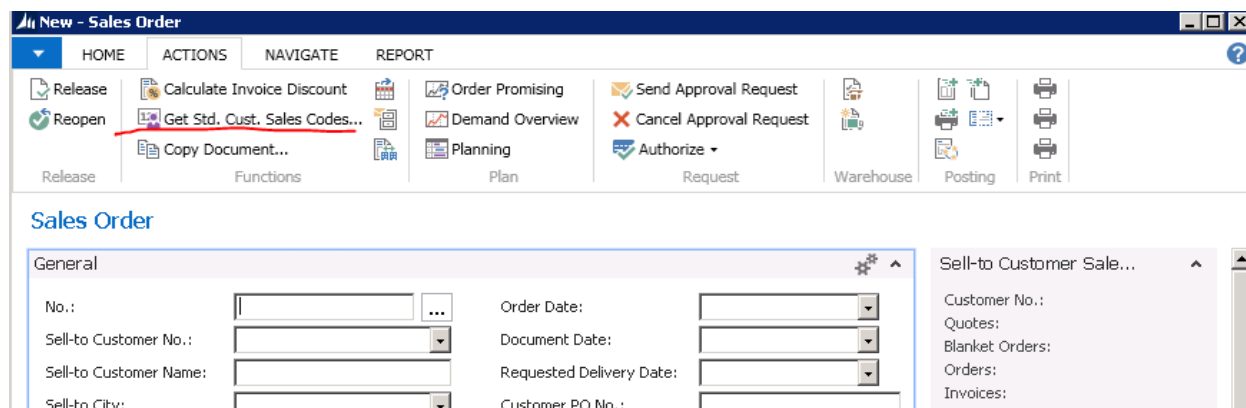 New - Sales Order
HOME ACTIONS NAVIGATE REPORT
Release Calculate Invoice Discount Order Promising Send Approval Request
Reopen Get Std. Cust. Sales Codes... Demand Overview Cancel Approval Request
Copy Document... Planning Authorize
Release Functions Plan Request Warehouse Posting Print
Sales Order
General
No.: ... Order Date:
Sell-to Customer No.: Document Date:
Sell-to Customer Name: Requested Delivery Date:
Sell-to City: Customer PO No.:
Sell-to Customer Sale...
Customer No.:
Quotes:
Blanket Orders:
Orders:
Invoices: